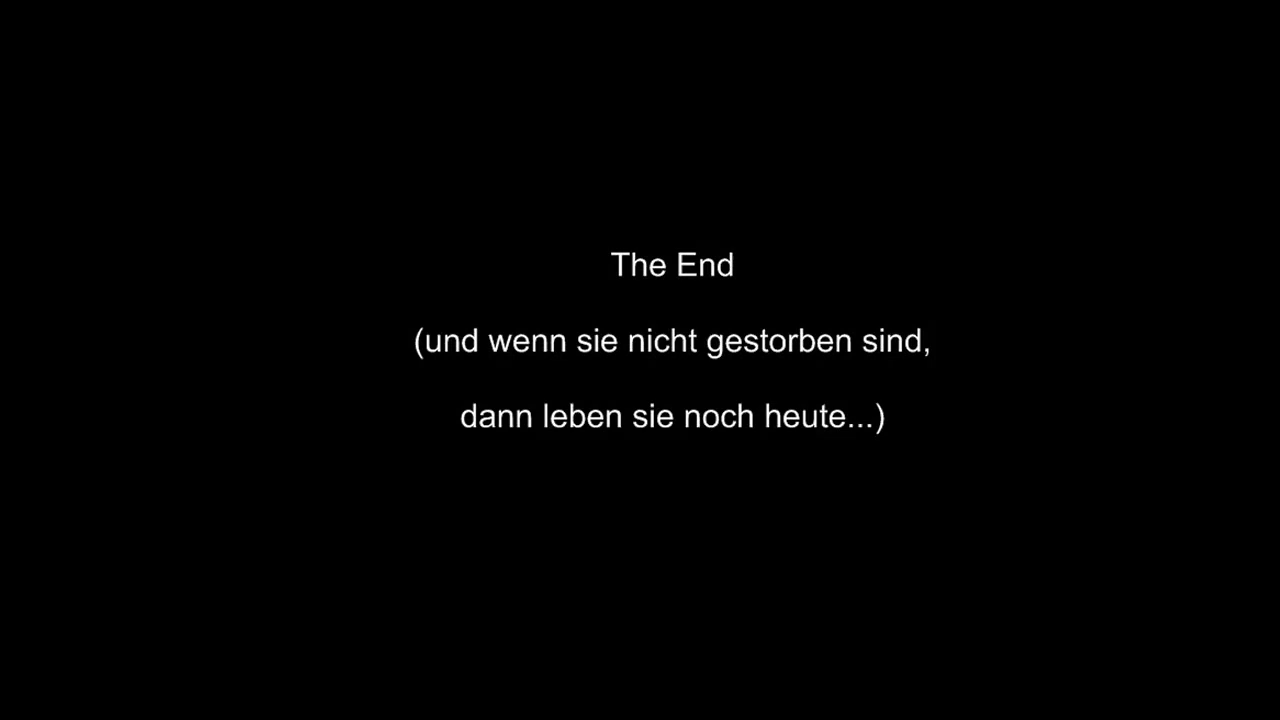 The End
(und wenn sie nicht gestorben sind,
dann leben sie noch heute...)